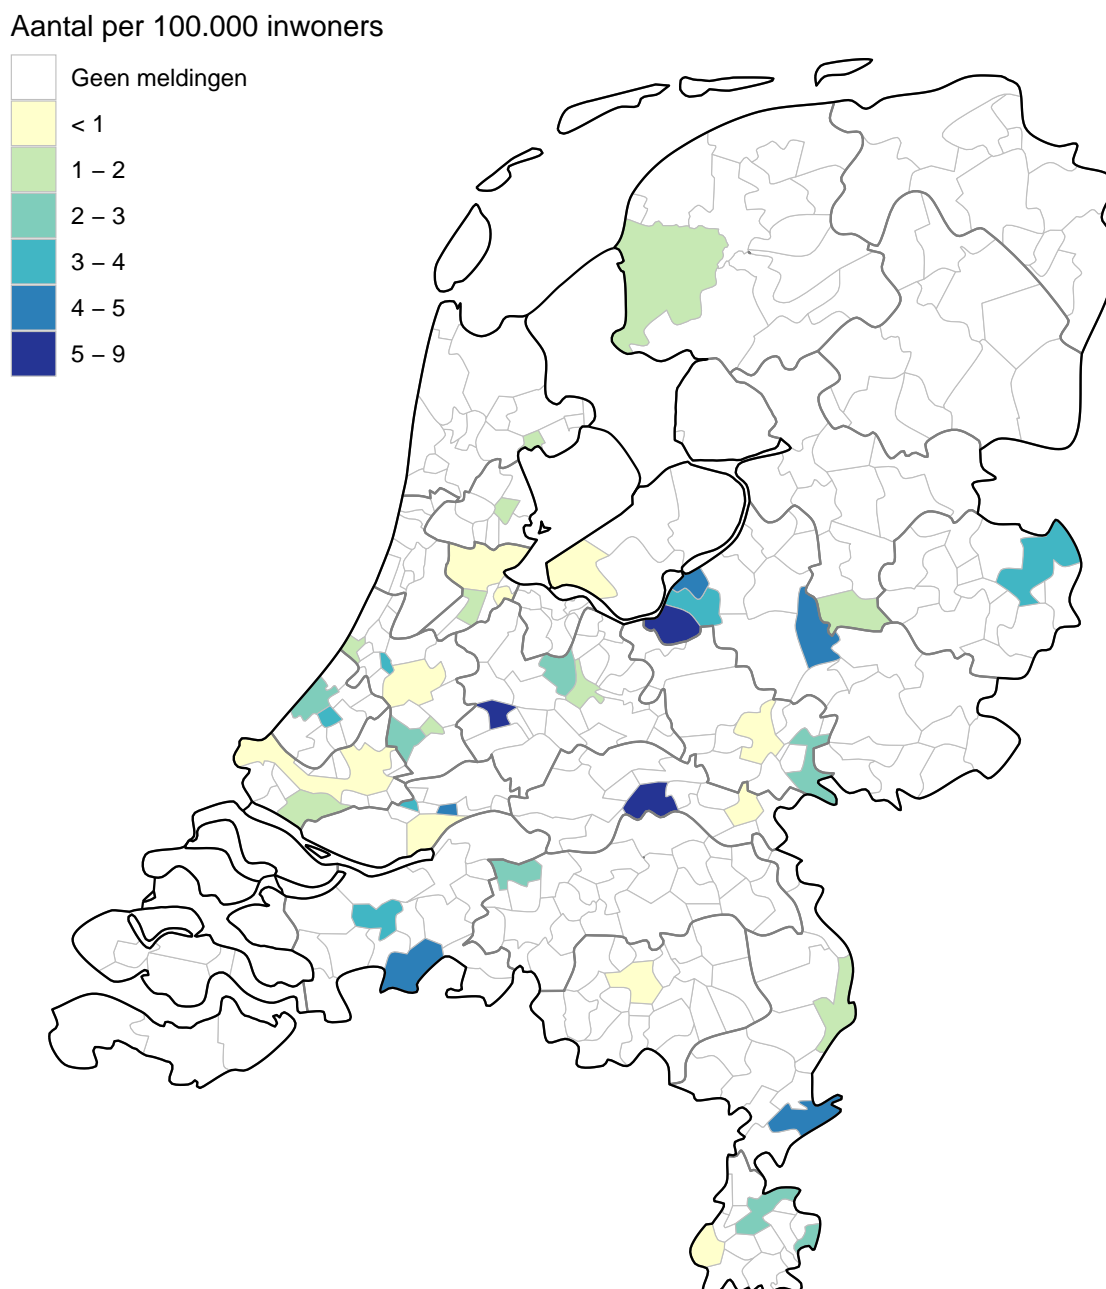 Aantal per 100.000 inwoners
Geen meldingen
< 1
1 – 2
2 – 3
3 – 4
4 – 5
5 – 9